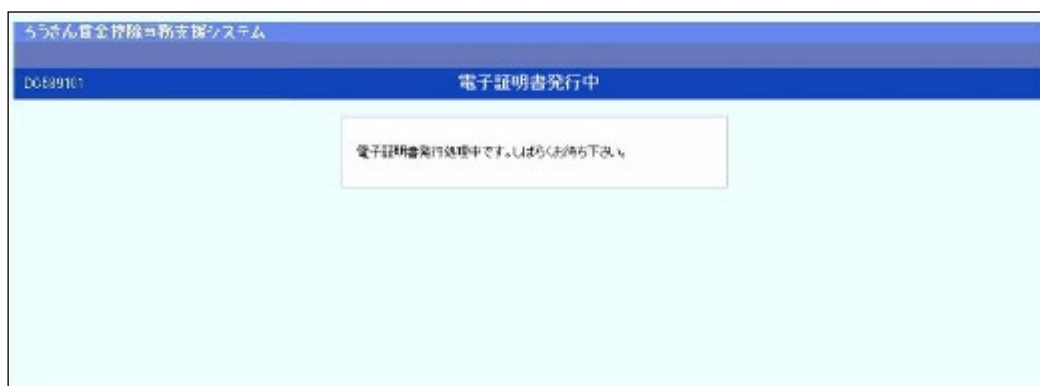 ろうきん賃金控除事務支援システム
電子証明書発行中
電子証明書発行処理中です。しばらくお待ち下さい。